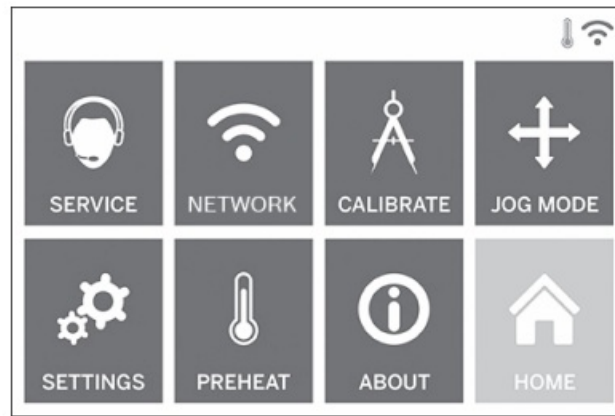 SERVICE
NETWORK
CALIBRATE
JOG MODE
SETTINGS
PREHEAT
ABOUT
HOME